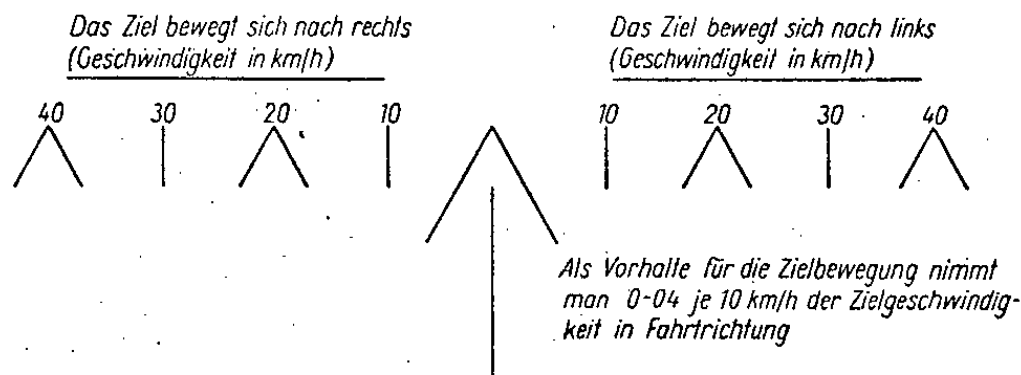 Das Ziel bewegt sich nach rechts
(Geschwindigkeit in km/h)
Das Ziel bewegt sich nach links
(Geschwindigkeit in km/h)
40 30 20 10 10 20 30 40
Als Vorhalte für die Zielbewegung nimmt
man 0-04 je 10 km/h der Zielgeschwindig-
keit in Fahrtrichtung